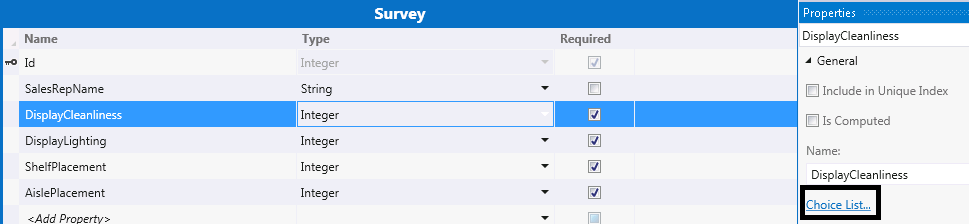 Survey
Name Type Required
Id Integer
SalesRepName String
DisplayCleanliness Integer
DisplayLighting Integer
ShelfPlacement Integer
AislePlacement Integer
<Add Property>
Properties
DisplayCleanliness
General
Include in Unique Index
Is Computed
Name:
DisplayCleanliness
Choice List...